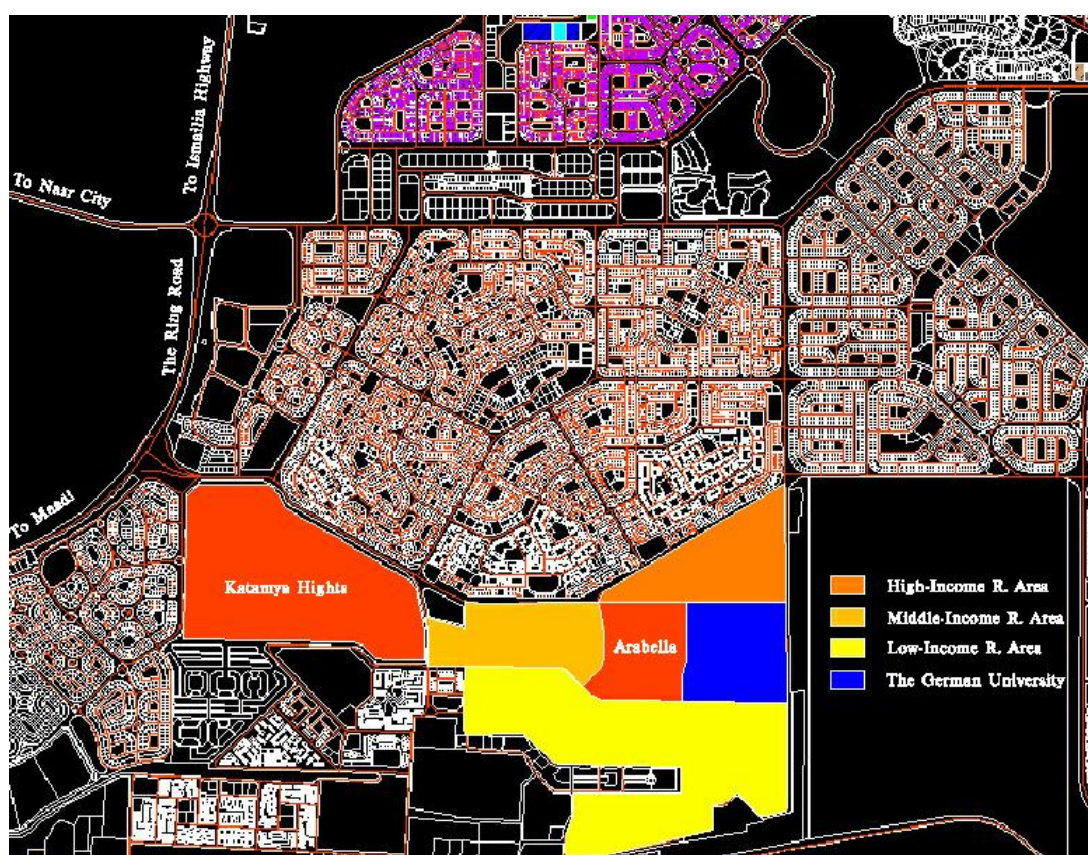 To Ismailia Highway
To Nasr City
The Ring Road
To Maadi
Katamya Hights
Arabella
High-Income R. Area
Middle-Income R. Area
Low-Income R. Area
The German University